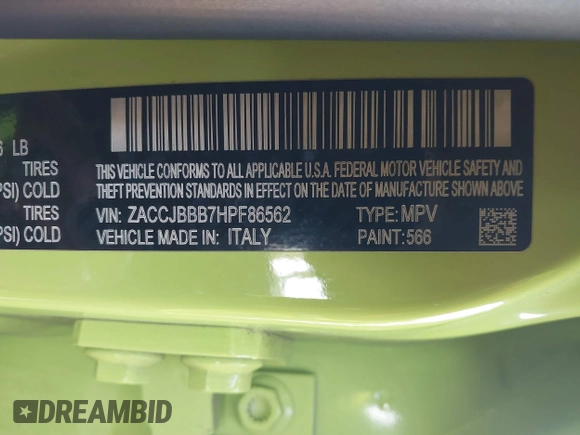 6 LB
TIRES
PSI) COLD
TIRES
PSI) COLD
THIS VEHICLE CONFORMS TO ALL APPLICABLE U.S.A. FEDERAL MOTOR VEHICLE SAFETY AND
THEFT PREVENTION STANDARDS IN EFFECT ON THE DATE OF MANUFACTURE SHOWN ABOVE
VIN: ZACCJBBB7HPF86562 TYPE: MPV
VEHICLE MADE IN: ITALY PAINT: 566
DREAMBID